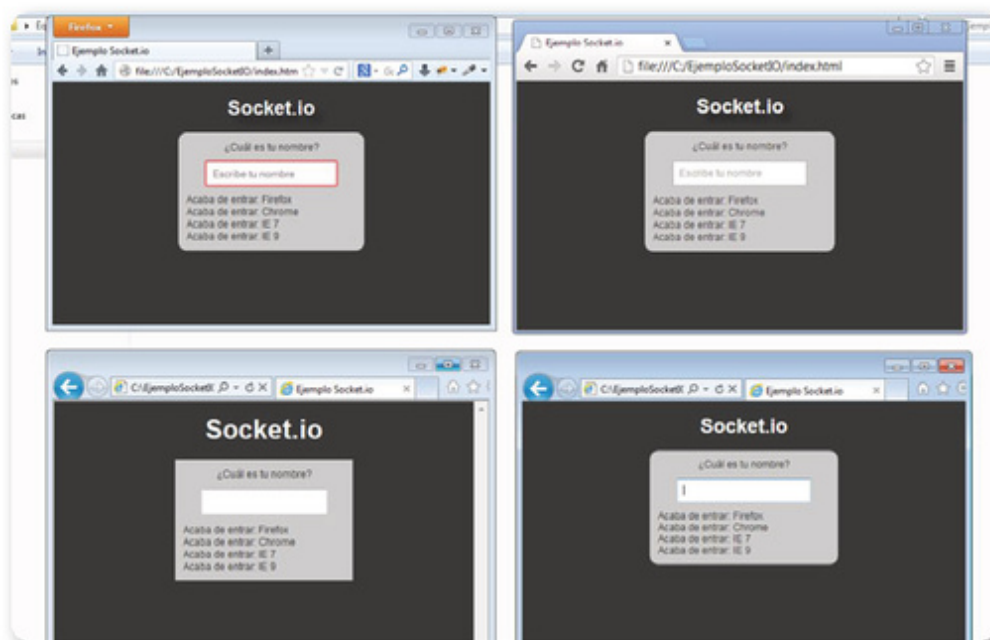 Firefox
Ejemplo Socket.io
file:///C:/EjemploSocketIO/index.htm
Socket.io
¿Cuál es tu nombre?
Escribe tu nombre
Acaba de entrar: Firefox
Acaba de entrar: Chrome
Acaba de entrar: IE 7
Acaba de entrar: IE 9
Ejemplo Socket.io
file:///C:/EjemploSocketIO/index.html
Socket.io
¿Cuál es tu nombre?
Escribe tu nombre
Acaba de entrar: Firefox
Acaba de entrar: Chrome
Acaba de entrar: IE 7
Acaba de entrar: IE 9
C:\EjemploSocketI
Ejemplo Socket.io
Socket.io
¿Cuál es tu nombre?
Acaba de entrar: Firefox
Acaba de entrar: Chrome
Acaba de entrar: IE 7
Acaba de entrar: IE 9
C:\EjemploSocketI
Ejemplo Socket.io
Socket.io
¿Cuál es tu nombre?
Acaba de entrar: Firefox
Acaba de entrar: Chrome
Acaba de entrar: IE 7
Acaba de entrar: IE 9